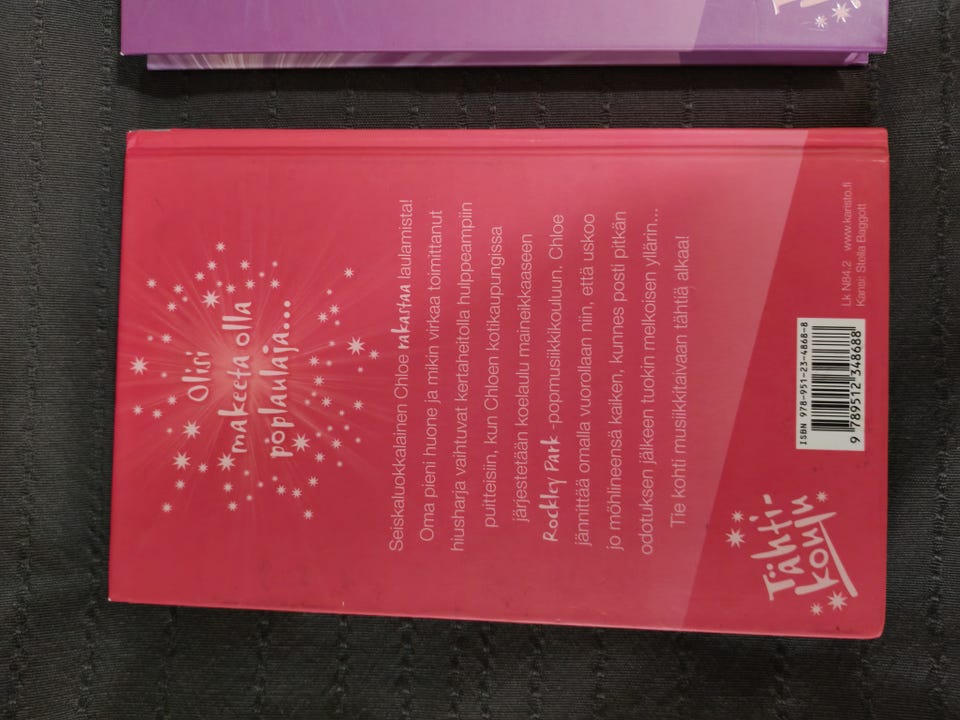 Olisi
makeeta olla
poplaulaja...
Seiskaluokkalainen Chloe rakastaa laulamista!
Oma pieni huone ja mikin virkaa toimittanut
hiusharja vaihtuvat kertaheitolla hulppeampiin
puitteisiin, kun Chloen kotikaupungissa
järjestetään koelaulu maineikkaaseen
Rockley Park -popmusiikkikouluun. Chloe
jännittää omalla vuorollaan niin, että uskoo
jo möhlineensä kaiken, kunnes posti pitkän
odotuksen jälkeen tuokin melkoisen yllärin...
Tie kohti musiikkitaivaan tähttä alkaa!
Tähti-
koulu
ISBN 978-951-23-4868-8
9 789512 348688
Lk N84.2 www.karisto.fi
Kansi: Stella Baggott